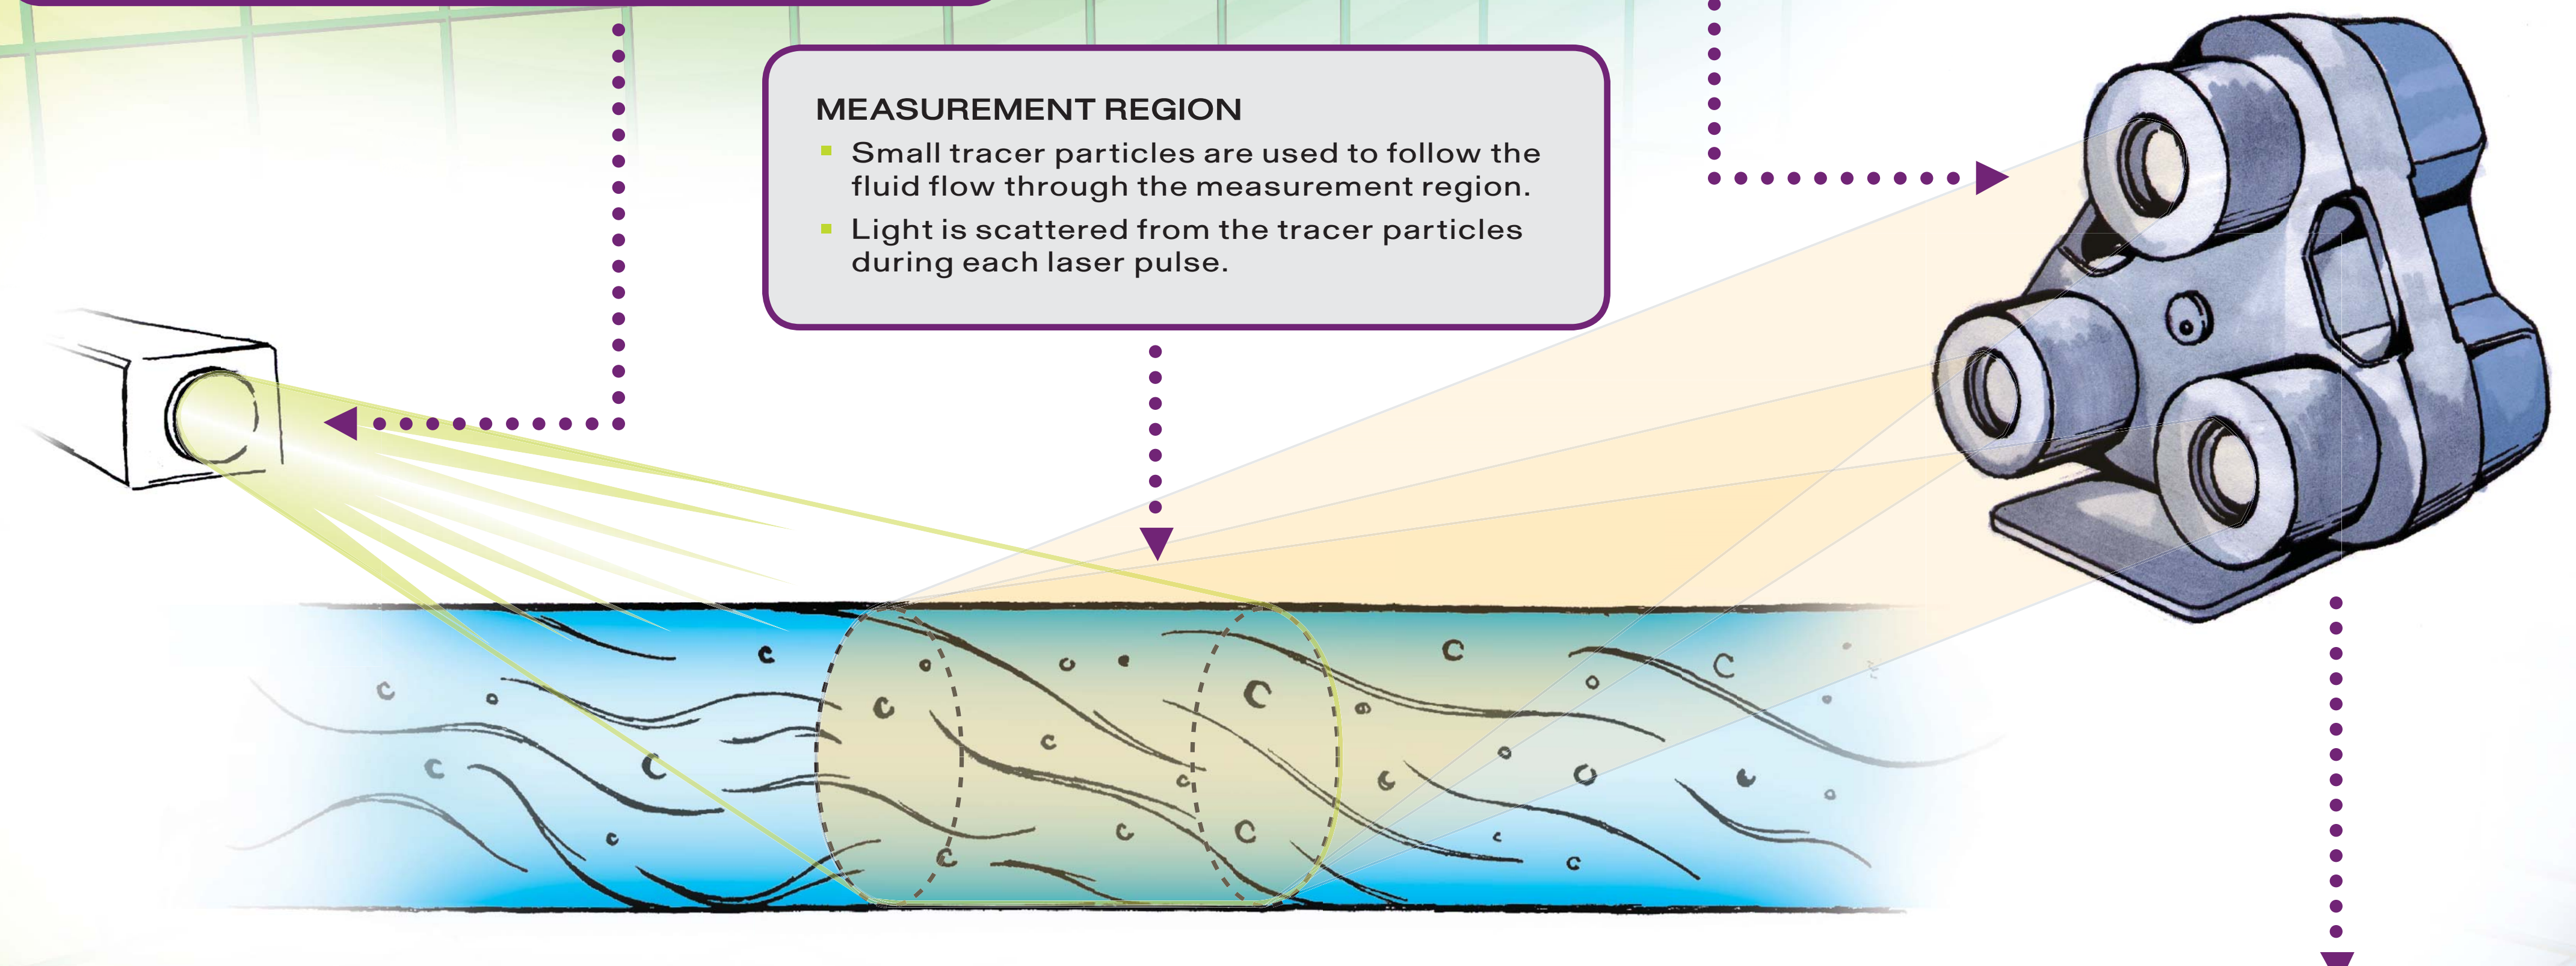 MEASUREMENT REGION
Small tracer particles are used to follow the
fluid flow through the measurement region.
Light is scattered from the tracer particles
during each laser pulse.